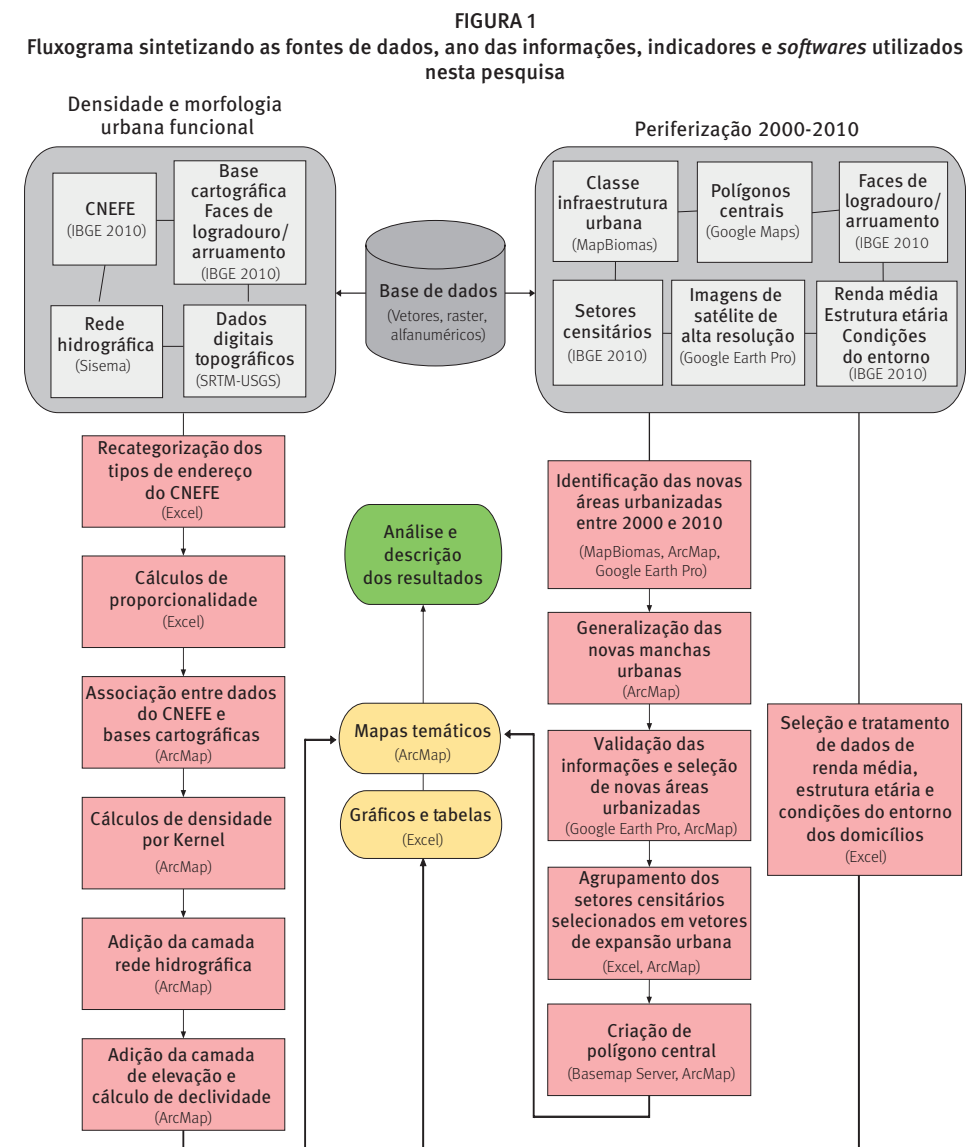 FIGURA 1
Fluxograma sintetizando as fontes de dados, ano das informações, indicadores e softwares utilizados
nesta pesquisa
Densidade e morfologia
urbana funcional
CNEFE
(IBGE 2010)
Base
cartográfica
Faces de
logradouro/
arruamento
(IBGE 2010)
Rede
hidrográfica
(Sisema)
Dados
digitais
topográficos
(SRTM-USGS)
Base de dados
(Vetores, raster,
alfanuméricos)
Periferização 2000-2010
Classe
infraestrutura
urbana
(MapBiomas)
Polígonos
centrais
(Google Maps)
Faces de
logradouro/
arruamento
(IBGE 2010
Setores
censitários
(IBGE 2010)
Imagens de
satélite de
alta resolução
(Google Earth Pro)
Renda média
Estrutura etária
Condições
do entorno
(IBGE 2010)
Recategorização dos
tipos de endereço
do CNEFE
(Excel)
Cálculos de
proporcionalidade
(Excel)
Associação entre dados
do CNEFE e
bases cartográficas
(ArcMap)
Cálculos de densidade
por Kernel
(ArcMap)
Adição da camada
rede hidrográfica
(ArcMap)
Adição da camada
de elevação e
cálculo de declividade
(ArcMap)
Análise e
descrição
dos resultados
Mapas temáticos
(ArcMap)
Gráficos e tabelas
(Excel)
Identificação das novas
áreas urbanizadas
entre 2000 e 2010
(MapBiomas, ArcMap,
Google Earth Pro)
Generalização das
novas manchas
urbanas
(ArcMap)
Validação das
informações e seleção
de novas áreas
urbanizadas
(Google Earth Pro, ArcMap)
Agrupamento dos
setores censitários
selecionados em vetores
de expansão urbana
(Excel, ArcMap)
Criação de
polígono central
(Basemap Server, ArcMap)
Seleção e tratamento
de dados de
renda média,
estrutura etária e
condições do entorno
dos domicílios
(Excel)